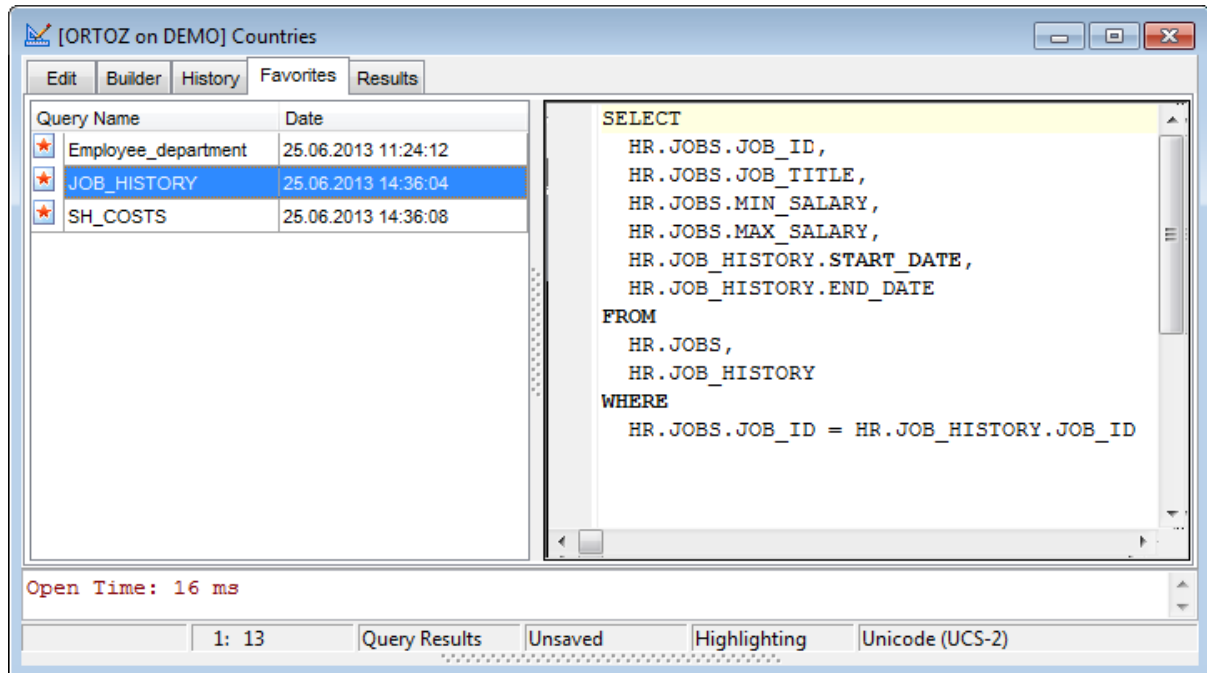 [ORTOZ on DEMO] Countries
Edit Builder History Favorites Results
Query Name Date
Employee_department 25.06.2013 11:24:12
JOB_HISTORY 25.06.2013 14:36:04
SH_COSTS 25.06.2013 14:36:08
SELECT
HR.JOBS.JOB_ID,
HR.JOBS.JOB_TITLE,
HR.JOBS.MIN_SALARY,
HR.JOBS.MAX_SALARY,
HR.JOB_HISTORY.START_DATE,
HR.JOB_HISTORY.END_DATE
FROM
HR.JOBS,
HR.JOB_HISTORY
WHERE
HR.JOBS.JOB_ID = HR.JOB_HISTORY.JOB_ID
Open Time: 16 ms
1: 13 Query Results Unsaved Highlighting Unicode (UCS-2)